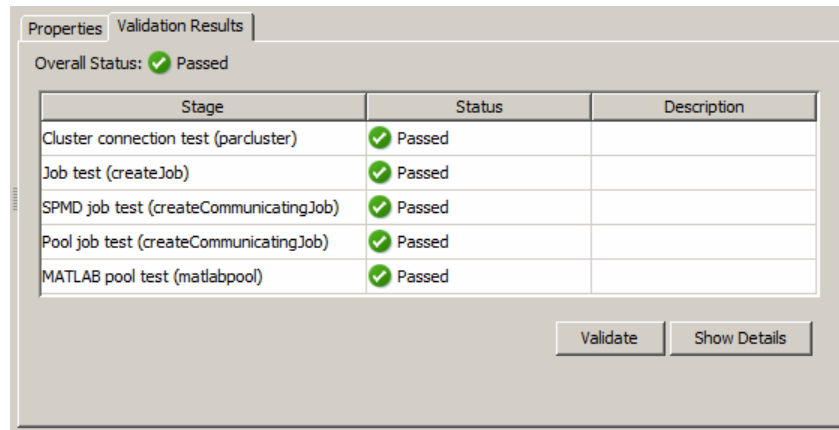 Properties Validation Results
Overall Status: Passed
Stage Status Description
Cluster connection test (parcluster) Passed
Job test (createJob) Passed
SPMD job test (createCommunicatingJob) Passed
Pool job test (createCommunicatingJob) Passed
MATLAB pool test (matlabpool) Passed
Validate Show Details